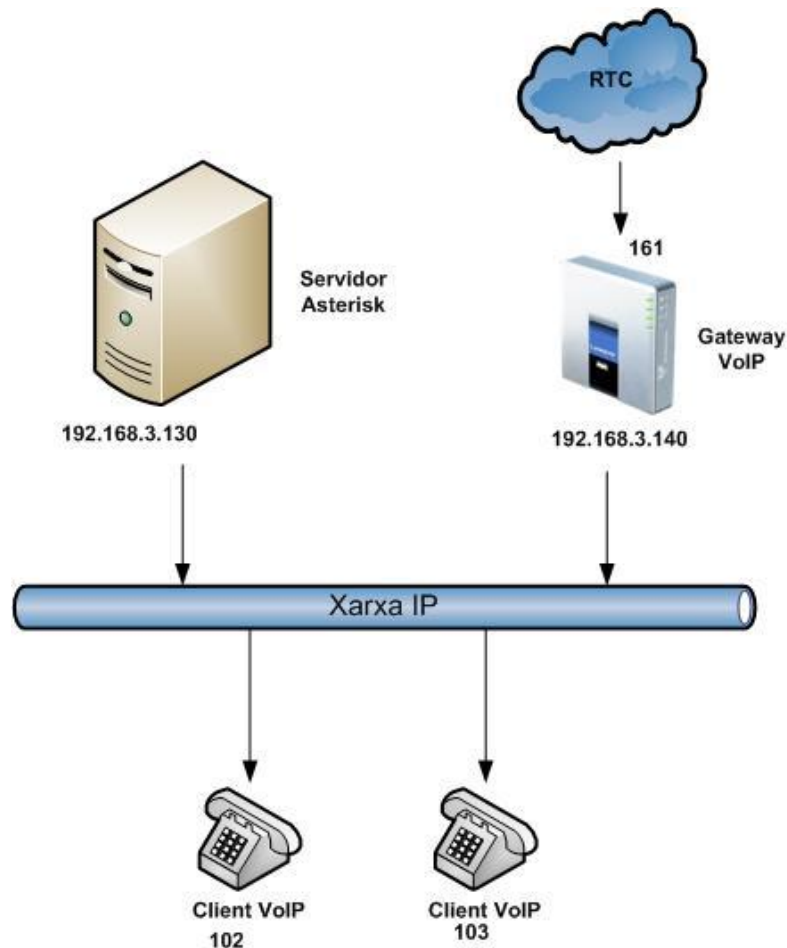 RTC
161
Servidor
Asterisk
Gateway
VoIP
192.168.3.130
192.168.3.140
Xarxa IP
Client VoIP
102
Client VoIP
103